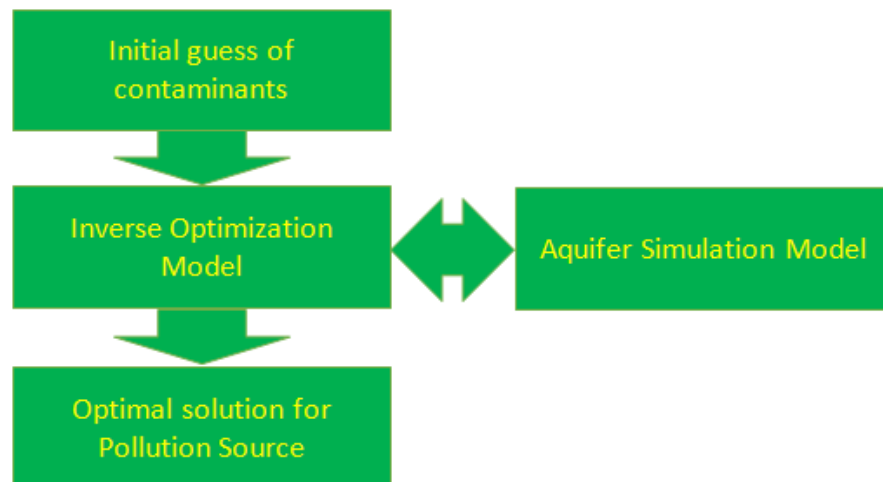 Initial guess of
contaminants
Inverse Optimization
Model
Aquifer Simulation Model
Optimal solution for
Pollution Source